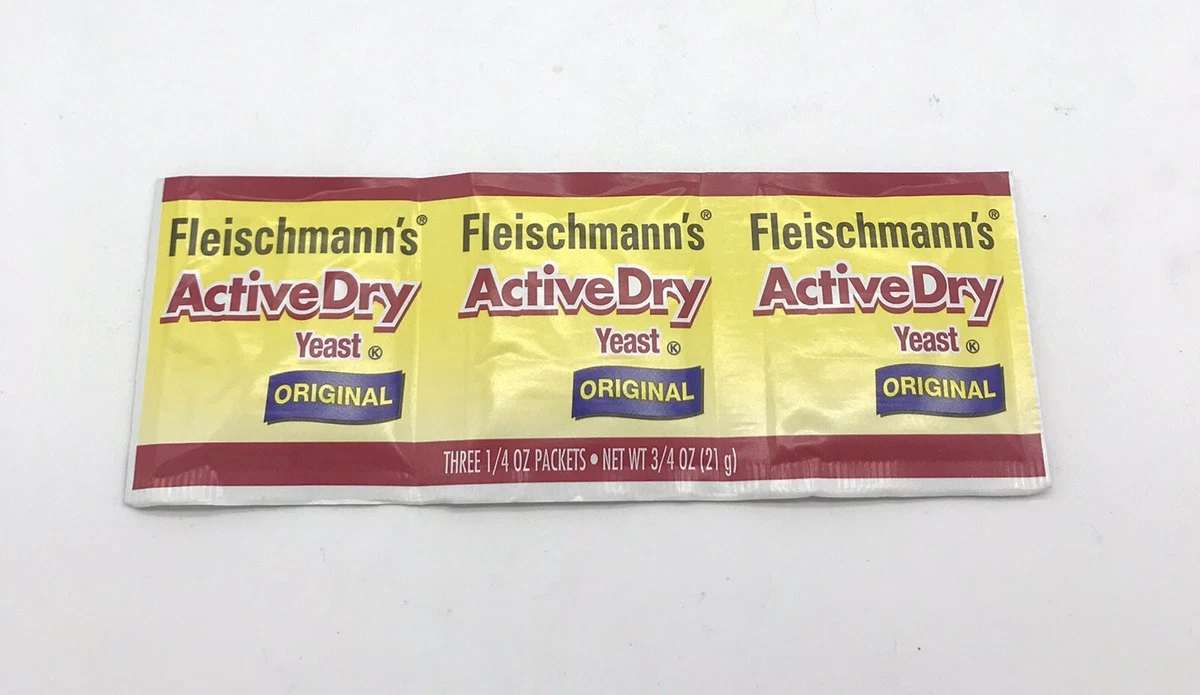 Fleischmann's® Fleischmann's® Fleischmann's®
ActiveDry ActiveDry ActiveDry
Yeast Ⓚ Yeast Ⓚ Yeast Ⓚ
ORIGINAL ORIGINAL ORIGINAL
THREE 1/4 OZ PACKETS • NET WT 3/4 OZ (21 g)